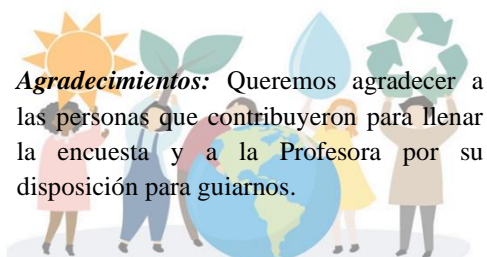 Agradecimientos: Queremos agradecer a
las personas que contribuyeron para llenar
la encuesta y a la Profesora por su
disposición para guiarnos.